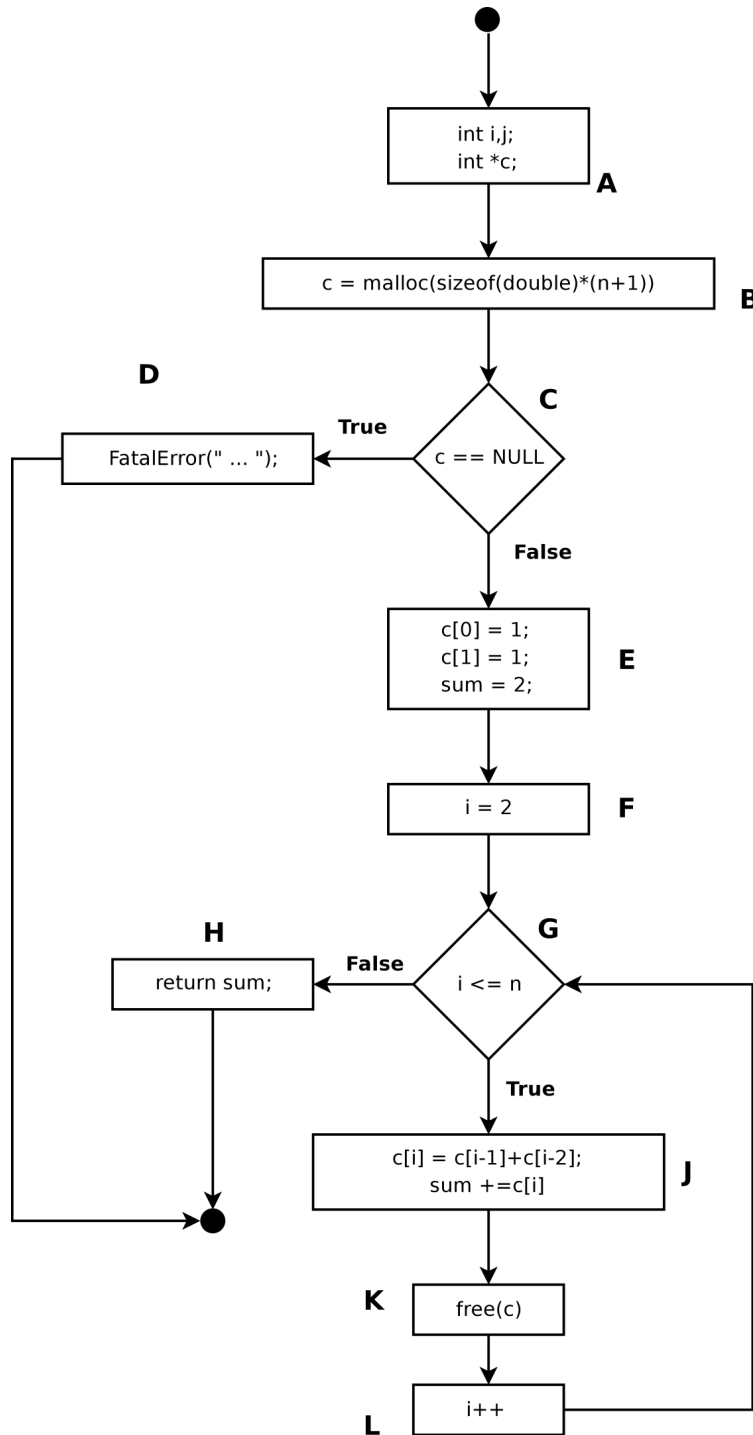 int i,j;
int *c;
A
c = malloc(sizeof(double)*(n+1))
B
D
C
True
FatalError(" ... ");
c == NULL
False
c[0] = 1;
c[1] = 1;
sum = 2;
E
i = 2
F
H
G
False
return sum;
i <= n
True
c[i] = c[i-1]+c[i-2];
sum +=c[i]
J
K
free(c)
i++
L